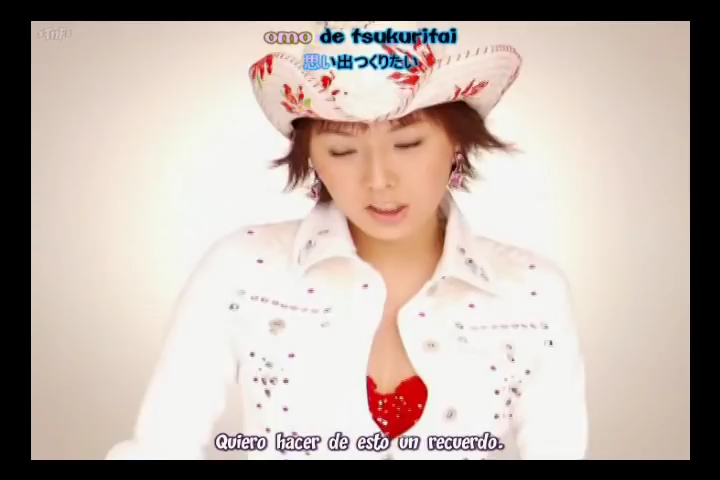 omo de tsukuritai
思い出つくりたい
Quiero hacer de esto un recuerdo.